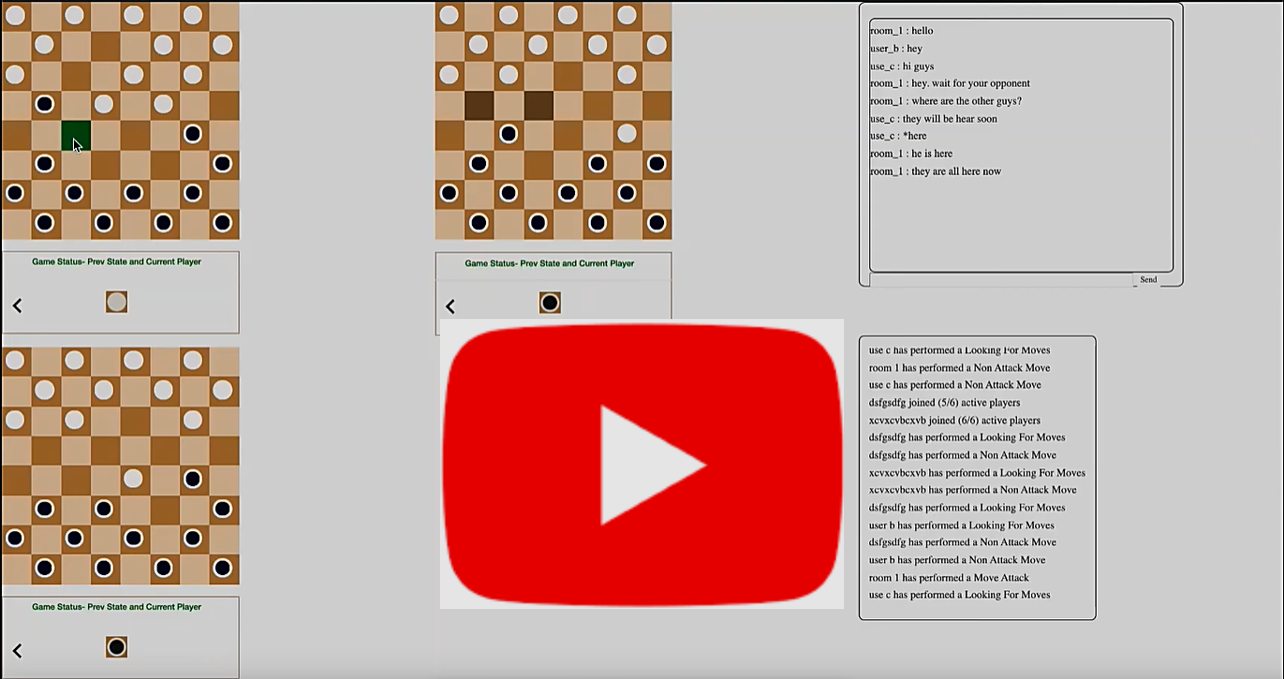 Game Status- Prev State and Current Player
Game Status- Prev State and Current Player
room_1 : hello
user_b : hey
use_c : hi guys
room_1 : hey. wait for your opponent
room_1 : where are the other guys?
use_c : they will be hear soon
use_c : *here
room_1 : he is here
room_1 : they are all here now
Send
Game Status- Prev State and Current Player
use c has performed a Looking For Moves
room 1 has performed a Non Attack Move
use c has performed a Non Attack Move
dsfgsdfg joined (5/6) active players
xcvxcvbcxvb joined (6/6) active players
dsfgsdfg has performed a Looking For Moves
dsfgsdfg has performed a Non Attack Move
xcvxcvbcxvb has performed a Looking For Moves
xcvxcvbcxvb has performed a Non Attack Move
dsfgsdfg has performed a Looking For Moves
user b has performed a Looking For Moves
dsfgsdfg has performed a Non Attack Move
user b has performed a Non Attack Move
room 1 has performed a Move Attack
use c has performed a Looking For Moves